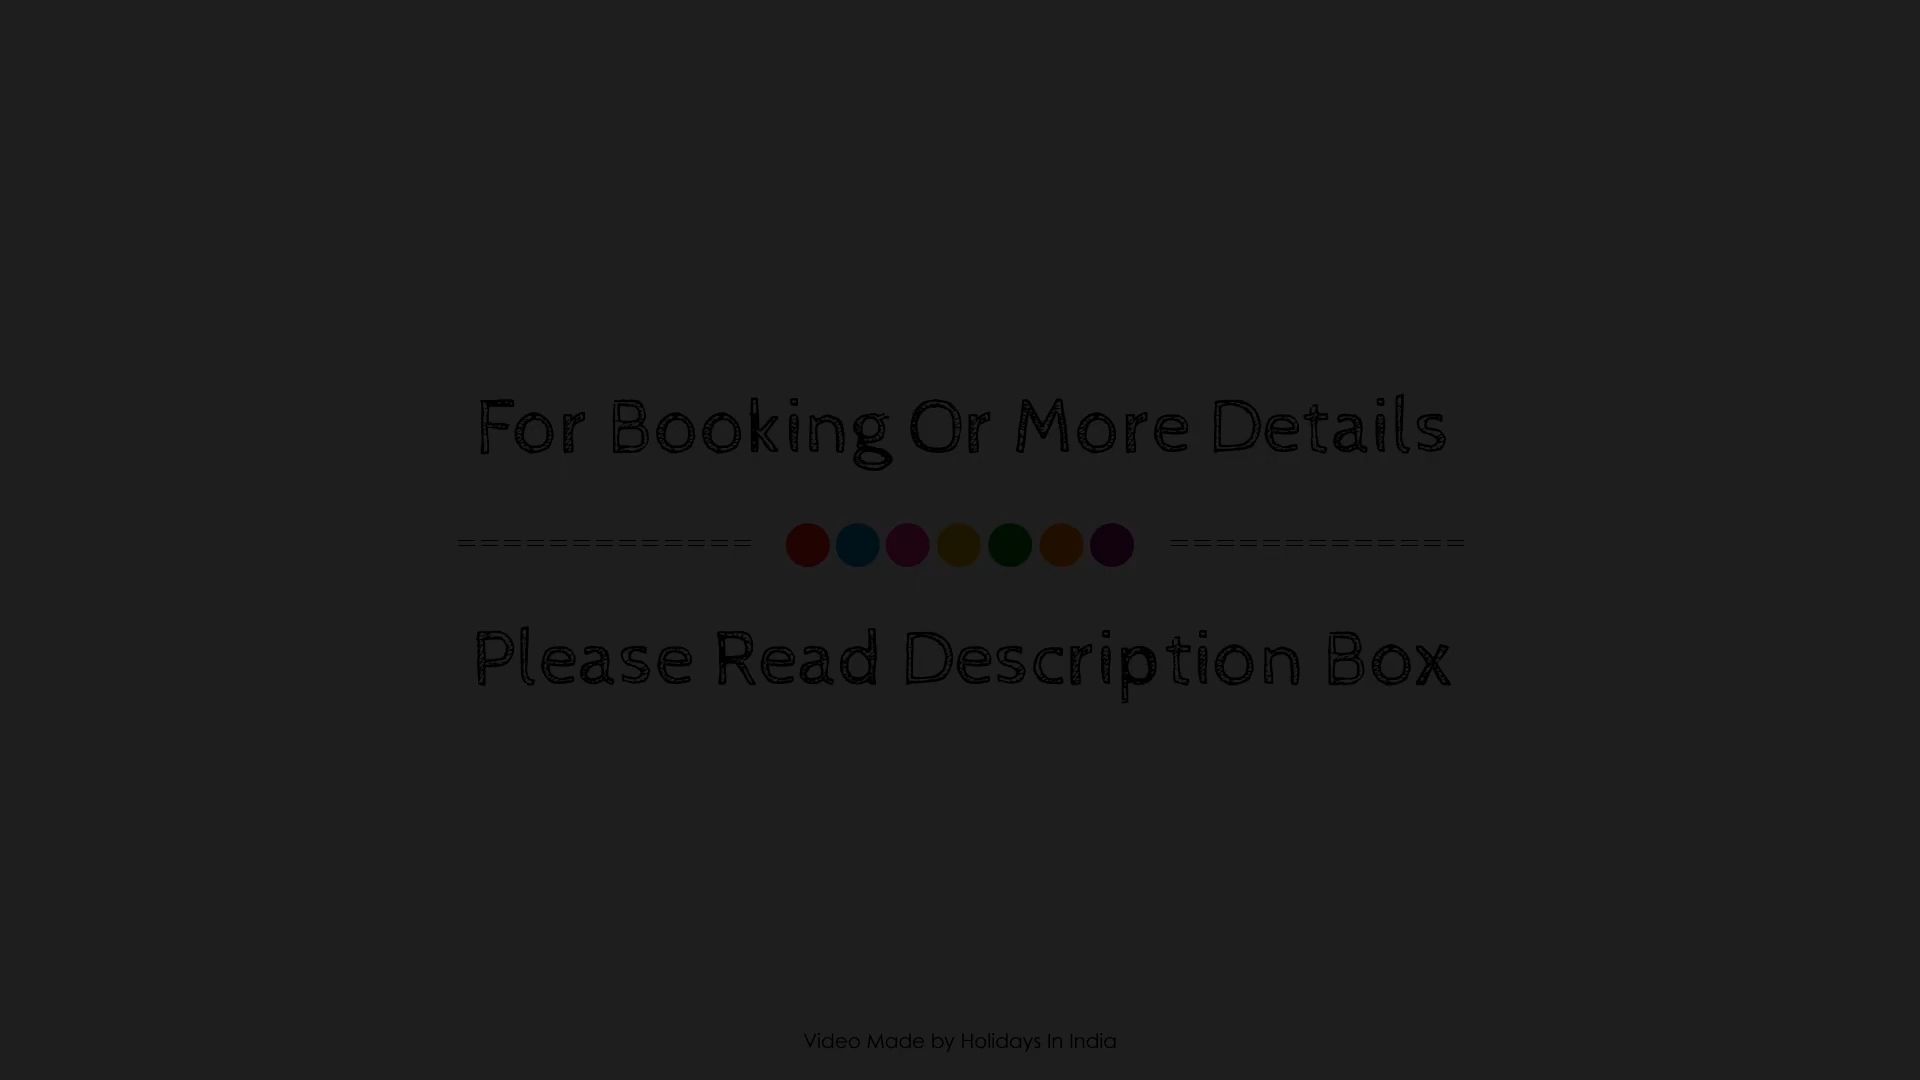 For Booking Or More Details
============= =============
Please Read Description Box
Video Made by Holidays In India